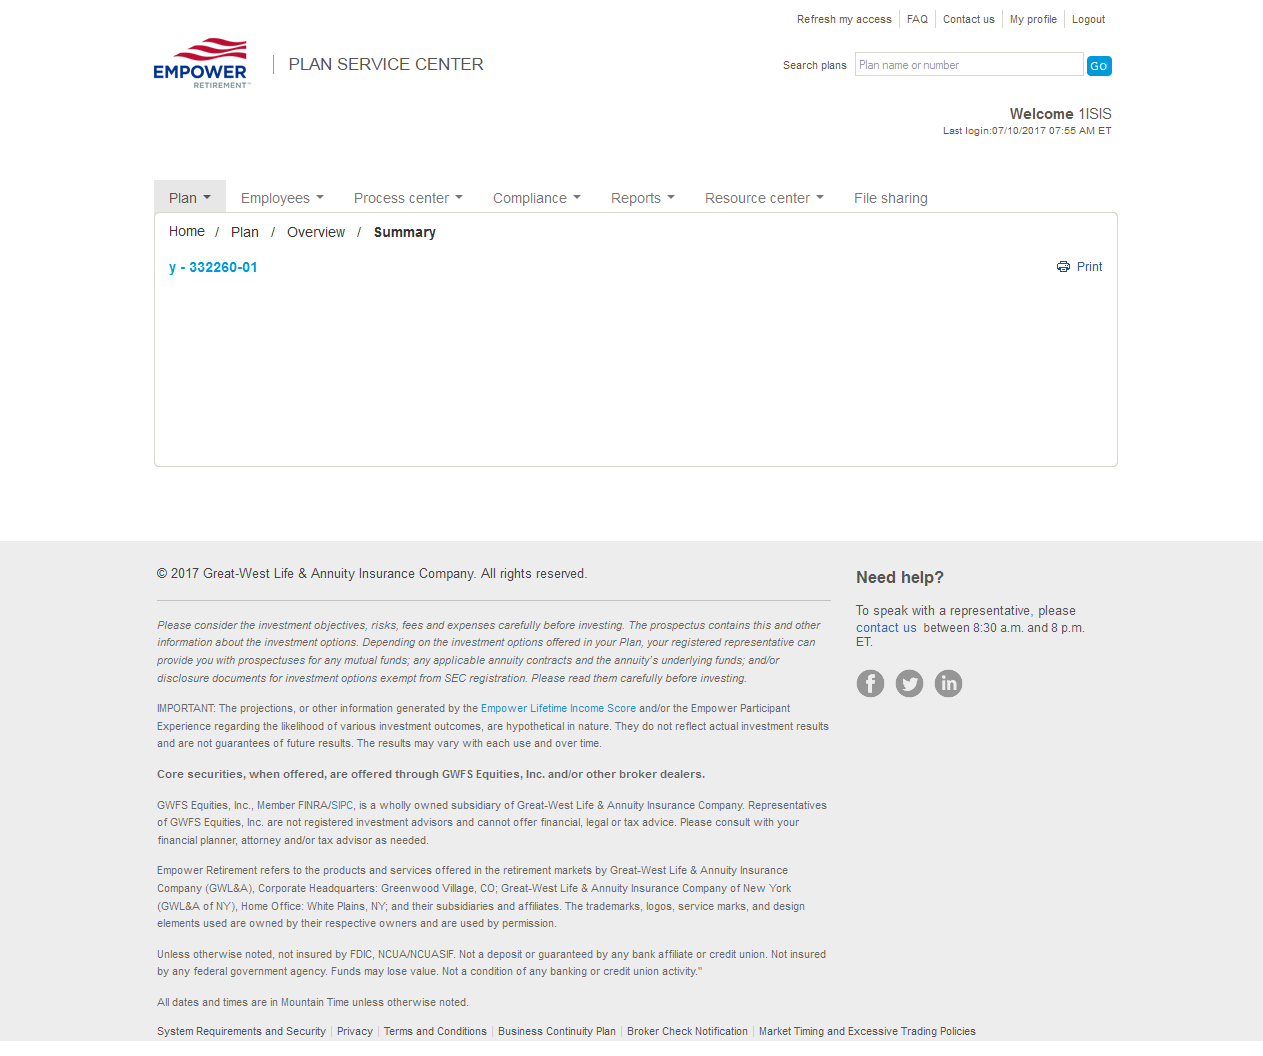 Refresh my access
FAQ
Contact us
My profile
Logout
EMPOWER
RETIREMENT™
PLAN SERVICE CENTER
Search plans
Plan name or number
Go
Welcome 1ISIS
Last login:07/10/2017 07:55 AM ET
Plan
Employees
Process center
Compliance
Reports
Resource center
File sharing
Home / Plan / Overview / Summary
y - 332260-01
Print
© 2017 Great-West Life & Annuity Insurance Company. All rights reserved.
Please consider the investment objectives, risks, fees and expenses carefully before investing. The prospectus contains this and other
information about the investment options. Depending on the investment options offered in your Plan, your registered representative can
provide you with prospectuses for any mutual funds; any applicable annuity contracts and the annuity's underlying funds; and/or
disclosure documents for investment options exempt from SEC registration. Please read them carefully before investing.
IMPORTANT: The projections, or other information generated by the Empower Lifetime Income Score and/or the Empower Participant
Experience regarding the likelihood of various investment outcomes, are hypothetical in nature. They do not reflect actual investment results
and are not guarantees of future results. The results may vary with each use and over time.
Core securities, when offered, are offered through GWFS Equities, Inc. and/or other broker dealers.
GWFS Equities, Inc., Member FINRA/SIPC, is a wholly owned subsidiary of Great-West Life & Annuity Insurance Company. Representatives
of GWFS Equities, Inc. are not registered investment advisors and cannot offer financial, legal or tax advice. Please consult with your
financial planner, attorney and/or tax advisor as needed.
Empower Retirement refers to the products and services offered in the retirement markets by Great-West Life & Annuity Insurance
Company (GWL&A), Corporate Headquarters: Greenwood Village, CO; Great-West Life & Annuity Insurance Company of New York
(GWL&A of NY), Home Office: White Plains, NY; and their subsidiaries and affiliates. The trademarks, logos, service marks, and design
elements used are owned by their respective owners and are used by permission.
Unless otherwise noted, not insured by FDIC, NCUA/NCUASIF. Not a deposit or guaranteed by any bank affiliate or credit union. Not insured
by any federal government agency. Funds may lose value. Not a condition of any banking or credit union activity."
All dates and times are in Mountain Time unless otherwise noted.
System Requirements and Security | Privacy | Terms and Conditions | Business Continuity Plan | Broker Check Notification | Market Timing and Excessive Trading Policies
Need help?
To speak with a representative, please
contact us between 8:30 a.m. and 8 p.m.
ET.